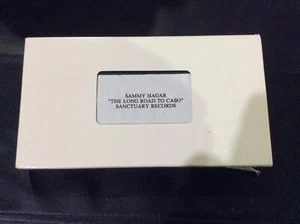 SAMMY HAGAR
"THE LONG ROAD TO CABO"
SANCTUARY RECORDS